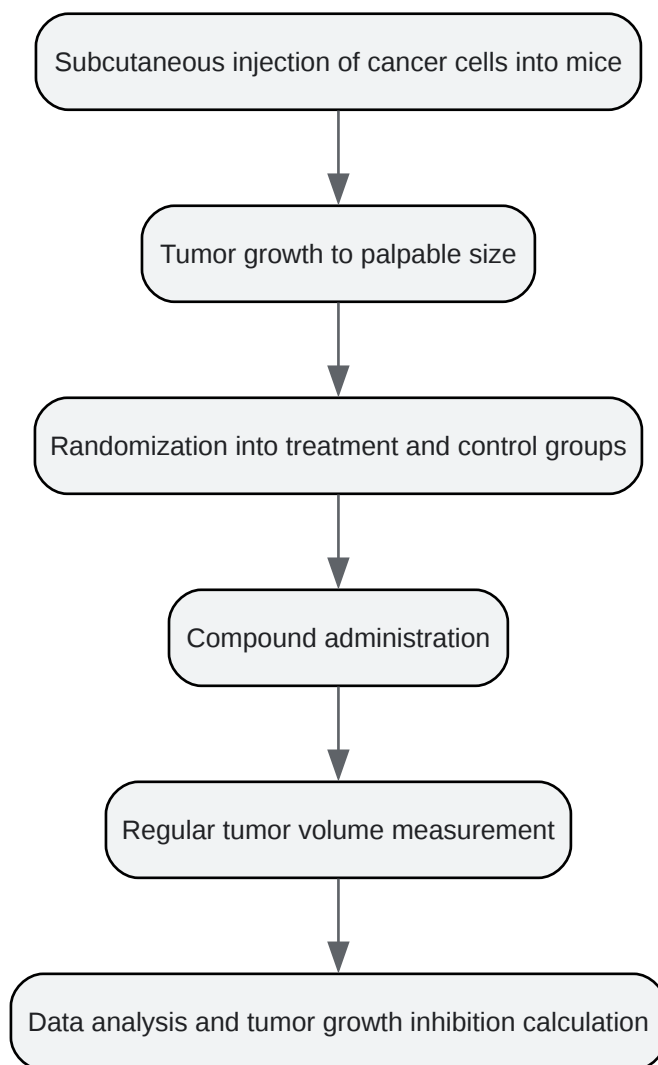 Subcutaneous injection of cancer cells into mice
Tumor growth to palpable size
Randomization into treatment and control groups
Compound administration
Regular tumor volume measurement
Data analysis and tumor growth inhibition calculation